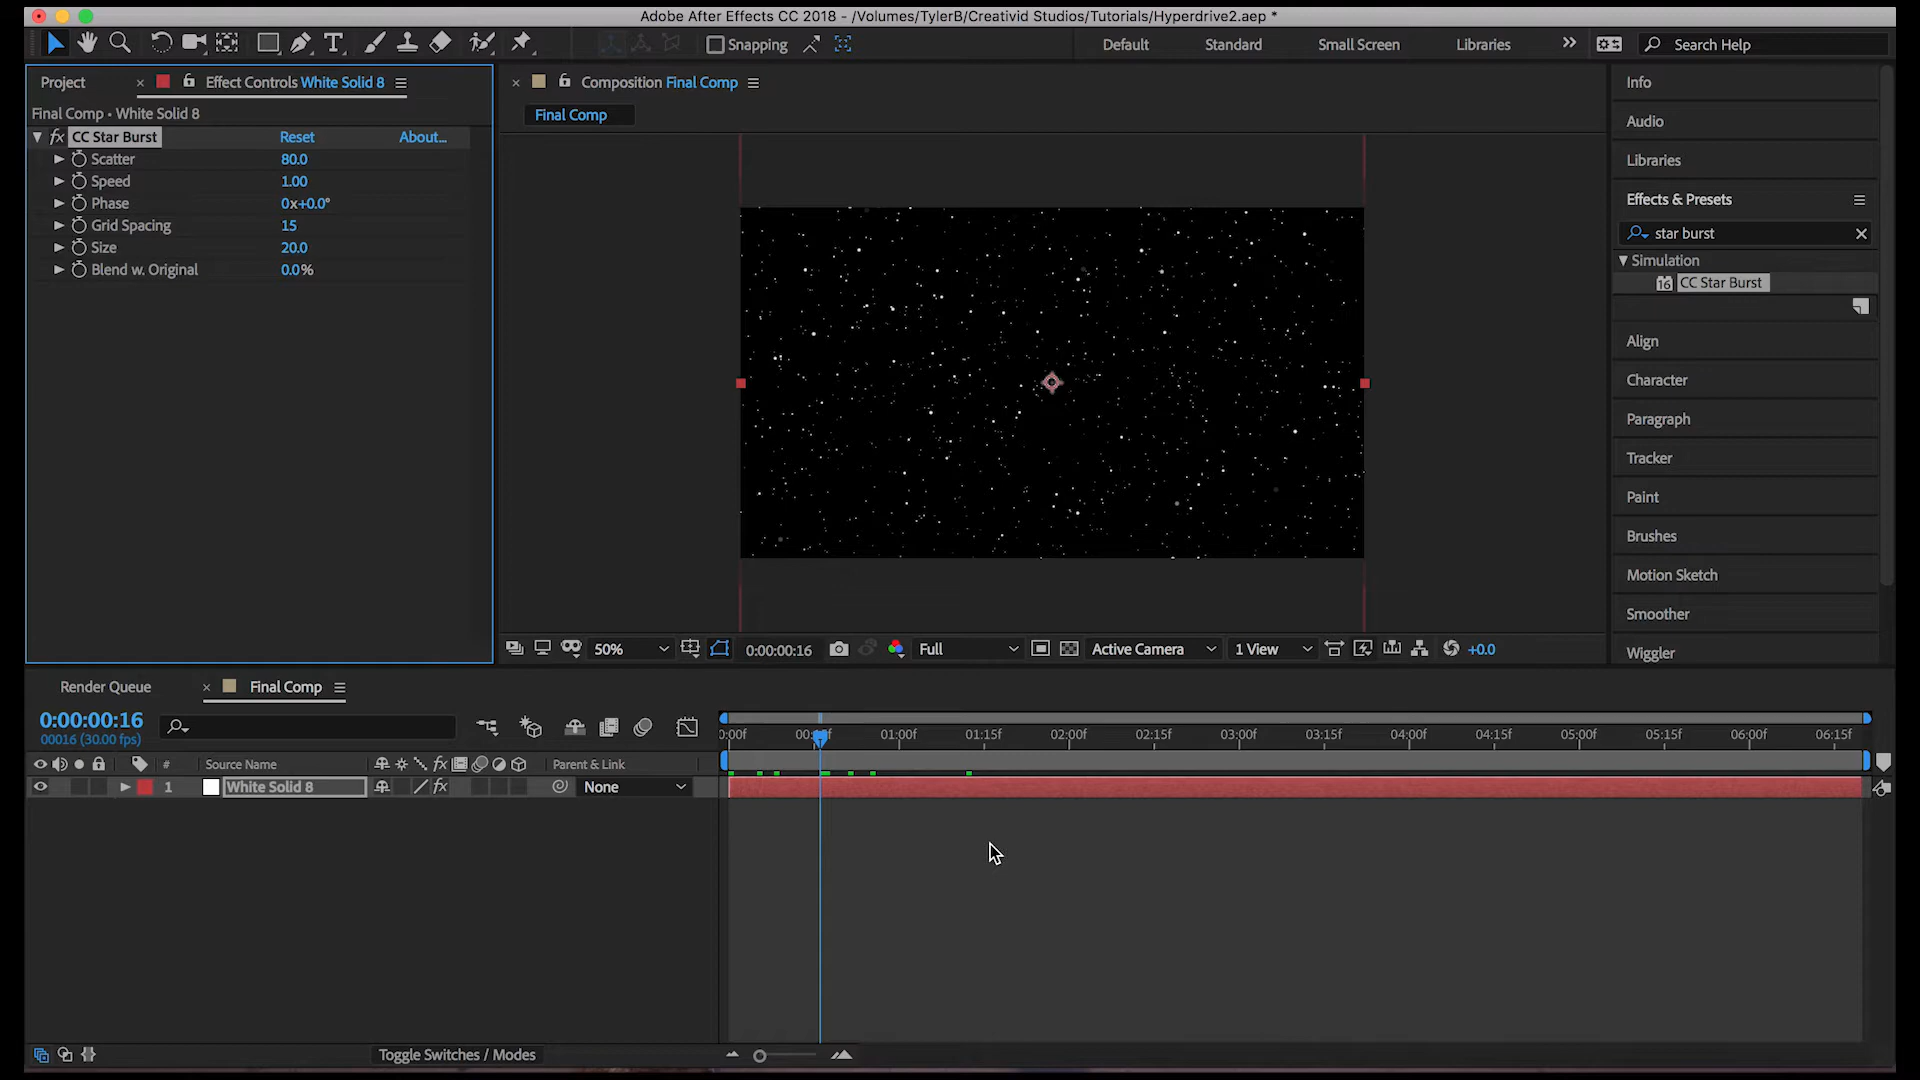 Adobe After Effects CC 2018 - /Volumes/TylerB/Creativid Studios/Tutorials/Hyperdrive2.aep *
Snapping
Default
Standard
Small Screen
Libraries
Search Help
Project
Effect Controls White Solid 8
Final Comp • White Solid 8
fx CC Star Burst Reset About...
Scatter 80.0
Speed 1.00
Phase 0x+0.0°
Grid Spacing 15
Size 20.0
Blend w. Original 0.0%
Composition Final Comp
Final Comp
50%
0:00:00:16
Full
Active Camera
1 View
+0.0
Info
Audio
Libraries
Effects & Presets
star burst
Simulation
16 CC Star Burst
Align
Character
Paragraph
Tracker
Paint
Brushes
Motion Sketch
Smoother
Wiggler
Render Queue
Final Comp
0:00:00:16
00016 (30.00 fps)
# Source Name fx Parent & Link
1 White Solid 8 fx None
01:00f 01:15f 02:00f 02:15f 03:00f 03:15f 04:00f 04:15f 05:00f 05:15f 06:00f 06:15f
Toggle Switches / Modes